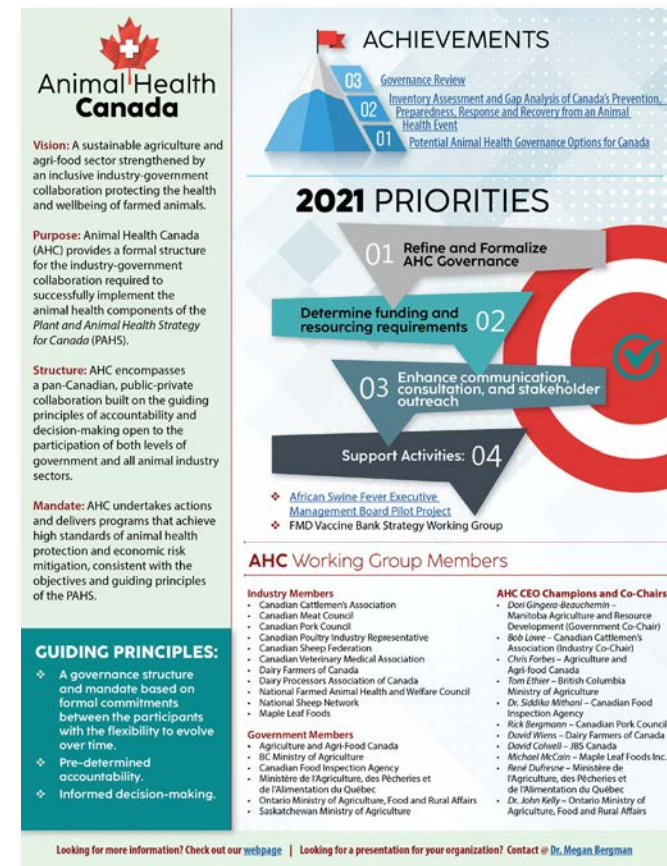 Animal Health
Canada
Vision: A sustainable agriculture and
agri-food sector strengthened by
an inclusive industry-government
collaboration protecting the health
and wellbeing of farmed animals.
Purpose: Animal Health Canada
(AHC) provides a formal structure
for the industry-government
collaboration required to
successfully implement the
animal health components of the
Plant and Animal Health Strategy
for Canada (PAHS).
Structure: AHC encompasses
a pan-Canadian, public-private
collaboration built on the guiding
principles of accountability and
decision-making open to the
participation of both levels of
government and all animal industry
sectors.
Mandate: AHC undertakes actions
and delivers programs that achieve
high standards of animal health
protection and economic risk
mitigation, consistent with the
objectives and guiding principles
of the PAHS.
GUIDING PRINCIPLES:
❖ A governance structure
and mandate based on
formal commitments
between the participants
with the flexibility to evolve
over time.
❖ Pre-determined
accountability.
❖ Informed decision-making.
ACHIEVEMENTS
03 Governance Review
02 Inventory Assessment and Gap Analysis of Canada's Prevention,
Preparedness, Response and Recovery from an Animal
Health Event
01 Potential Animal Health Governance Options for Canada
2021 PRIORITIES
01 Refine and Formalize
AHC Governance
Determine funding and
resourcing requirements 02
03 Enhance communication,
consultation, and stakeholder
outreach
Support Activities: 04
❖ African Swine Fever Executive
Management Board Pilot Project
❖ FMD Vaccine Bank Strategy Working Group
AHC Working Group Members
Industry Members
• Canadian Cattlemen's Association
• Canadian Meat Council
• Canadian Pork Council
• Canadian Poultry Industry Representative
• Canadian Sheep Federation
• Canadian Veterinary Medical Association
• Dairy Farmers of Canada
• Dairy Processors Association of Canada
• National Farmed Animal Health and Welfare Council
• National Sheep Network
• Maple Leaf Foods
Government Members
• Agriculture and Agri-Food Canada
• BC Ministry of Agriculture
• Canadian Food Inspection Agency
• Ministère de l'Agriculture, des Pêcheries et
de l'Alimentation du Québec
• Ontario Ministry of Agriculture, Food and Rural Affairs
• Saskatchewan Ministry of Agriculture
AHC CEO Champions and Co-Chairs
• Dori Gingera-Beauchemin –
Manitoba Agriculture and Resource
Development (Government Co-Chair)
• Bob Lowe – Canadian Cattlemen's
Association (Industry Co-Chair)
• Chris Forbes – Agriculture and
Agri-food Canada
• Tom Ethier – British Columbia
Ministry of Agriculture
• Dr. Siddika Mithani – Canadian Food
Inspection Agency
• Rick Bergmann – Canadian Pork Council
• David Wiens – Dairy Farmers of Canada
• David Colwell – JBS Canada
• Michael McCain – Maple Leaf Foods Inc.
• René Dufresne – Ministère de
l'Agriculture, des Pêcheries et
de l'Alimentation du Québec
• Dr. John Kelly – Ontario Ministry of
Agriculture, Food and Rural Affairs
Looking for more information? Check out our webpage | Looking for a presentation for your organization? Contact @ Dr. Megan Bergman